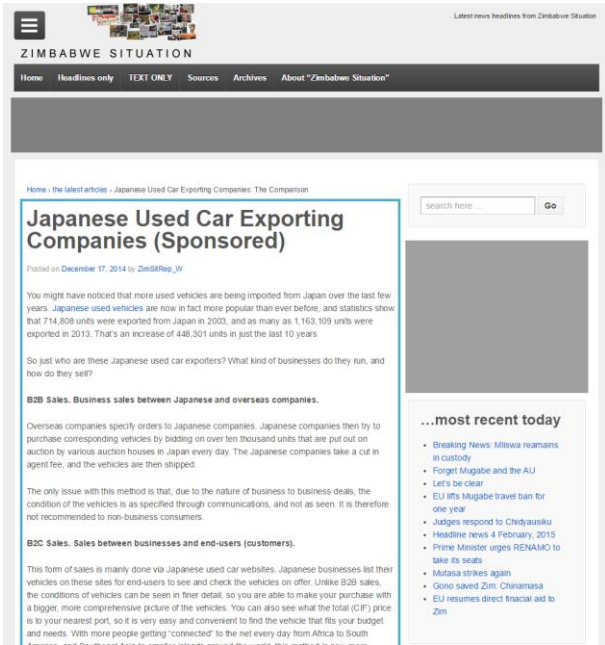 Latest news headlines from Zimbabwe Situation
ZIMBABWE SITUATION
Home Headlines only TEXT ONLY Sources Archives About "Zimbabwe Situation"
Home › the latest articles › Japanese Used Car Exporting Companies: The Comparison
Japanese Used Car Exporting
Companies (Sponsored)
Posted on December 17, 2014 by ZimSitRep_W
You might have noticed that more used vehicles are being imported from Japan over the last few
years. Japanese used vehicles are now in fact more popular than ever before, and statistics show
that 714,808 units were exported from Japan in 2003, and as many as 1,163,109 units were
exported in 2013. That's an increase of 448,301 units in just the last 10 years.
So just who are these Japanese used car exporters? What kind of businesses do they run, and
how do they sell?
B2B Sales. Business sales between Japanese and overseas companies.
Overseas companies specify orders to Japanese companies. Japanese companies then try to
purchase corresponding vehicles by bidding on over ten thousand units that are put out on
auction by various auction houses in Japan every day. The Japanese companies take a cut in
agent fee, and the vehicles are then shipped.
The only issue with this method is that, due to the nature of business to business deals, the
condition of the vehicles is as specified through communications, and not as seen. It is therefore
not recommended to non-business consumers.
B2C Sales. Sales between businesses and end-users (customers).
This form of sales is mainly done via Japanese used car websites. Japanese businesses list their
vehicles on these sites for end-users to see and check the vehicles on offer. Unlike B2B sales,
the conditions of vehicles can be seen in finer detail, so you are able to make your purchase with
a bigger, more comprehensive picture of the vehicles. You can also see what the total (CIF) price
is to your nearest port, so it is very easy and convenient to find the vehicle that fits your budget
and needs. With more people getting "connected" to the net every day from Africa to South
America, and Southeast Asia to smaller islands around the world, this method is now more
search here ... Go
...most recent today
Breaking News: Mliswa reamains
in custody
Forget Mugabe and the AU
Let's be clear
EU lifts Mugabe travel ban for
one year
Judges respond to Chidyausiku
Headline news 4 February, 2015
Prime Minister urges RENAMO to
take its seats
Mutasa strikes again
Gono saved Zim: Chinamasa
EU resumes direct finacial aid to
Zim